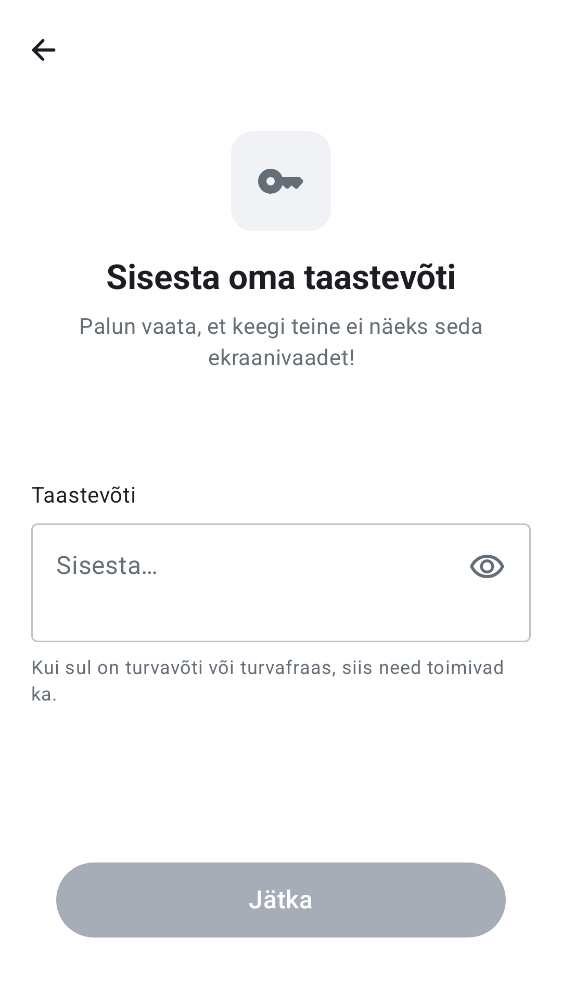 Sisesta oma taastevõti
Palun vaata, et keegi teine ei näeks seda
ekraanivaadet!
Taastevõti
Sisesta…
Kui sul on turvavõti või turvafraas, siis need toimivad
ka.
Jätka